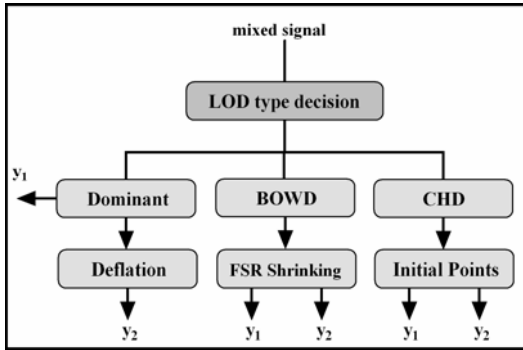 mixed signal
LOD type decision
y1
Dominant
BOWD
CHD
Deflation
FSR Shrinking
Initial Points
y2
y1
y2
y1
y2